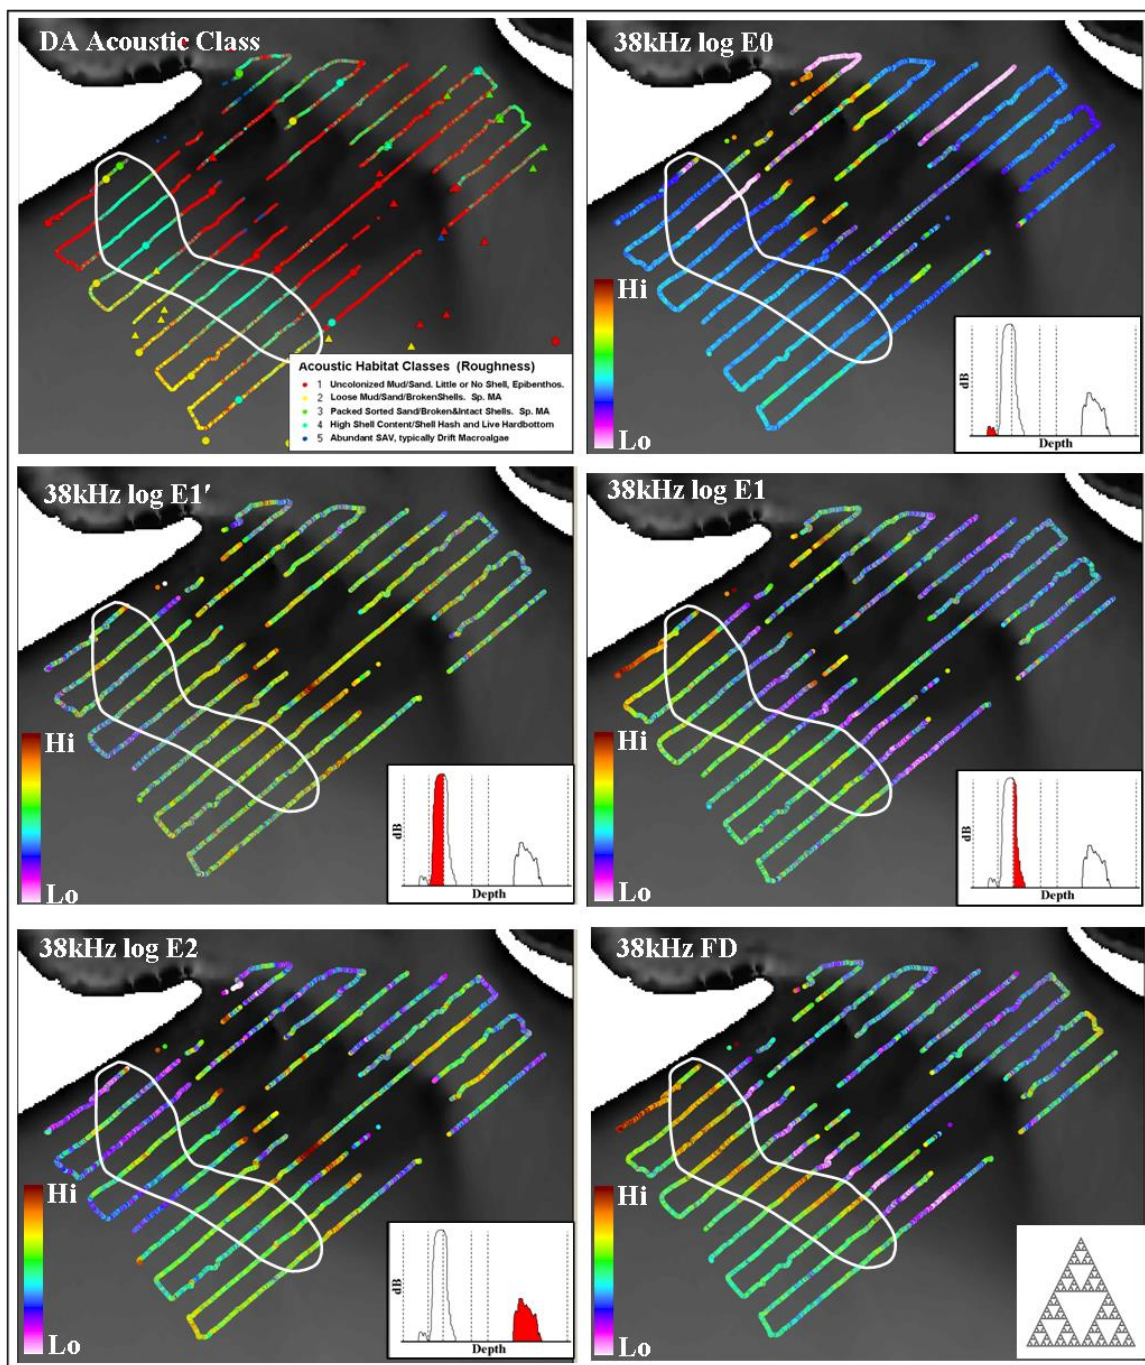 DA Acoustic Class
Acoustic Habitat Classes (Roughness)
1 Uncolonized Mud/Sand. Little or No Shell, Epibenthos.
2 Loose Mud/Sand/BrokenShells. Sp. MA
3 Packed Sorted Sand/Broken&Intact Shells. Sp. MA
4 High Shell Content/Shell Hash and Live Hardbottom
5 Abundant SAV, typically Drift Macroalgae
38kHz log E0
Hi
Lo
dB
Depth
38kHz log E1′
Hi
Lo
dB
Depth
38kHz log E1
Hi
Lo
dB
Depth
38kHz log E2
Hi
Lo
dB
Depth
38kHz FD
Hi
Lo